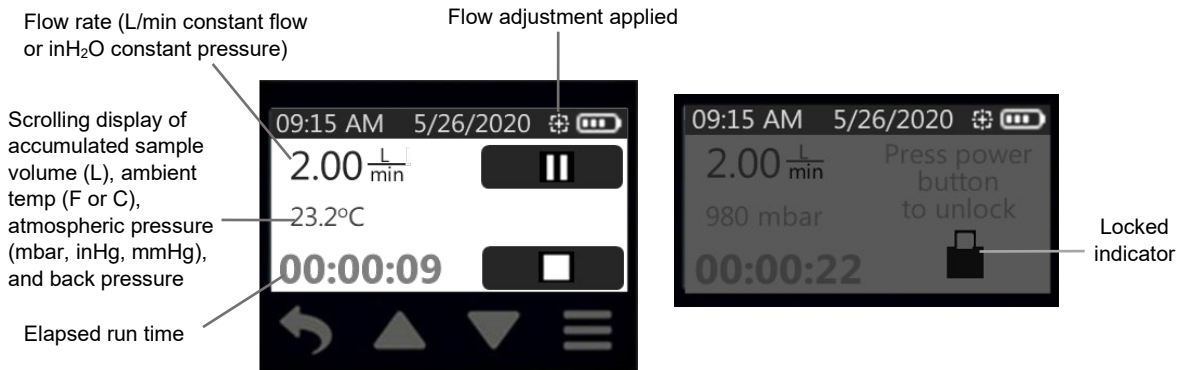 Flow rate (L/min constant flow
or inH₂O constant pressure)
Flow adjustment applied
Scrolling display of
accumulated sample
volume (L), ambient
temp (F or C),
atmospheric pressure
(mbar, inHg, mmHg),
and back pressure
Elapsed run time
09:15 AM 5/26/2020
2.00 L/min
23.2°C
00:00:09
09:15 AM 5/26/2020
2.00 L/min
Press power
button
to unlock
980 mbar
00:00:22
Locked
indicator